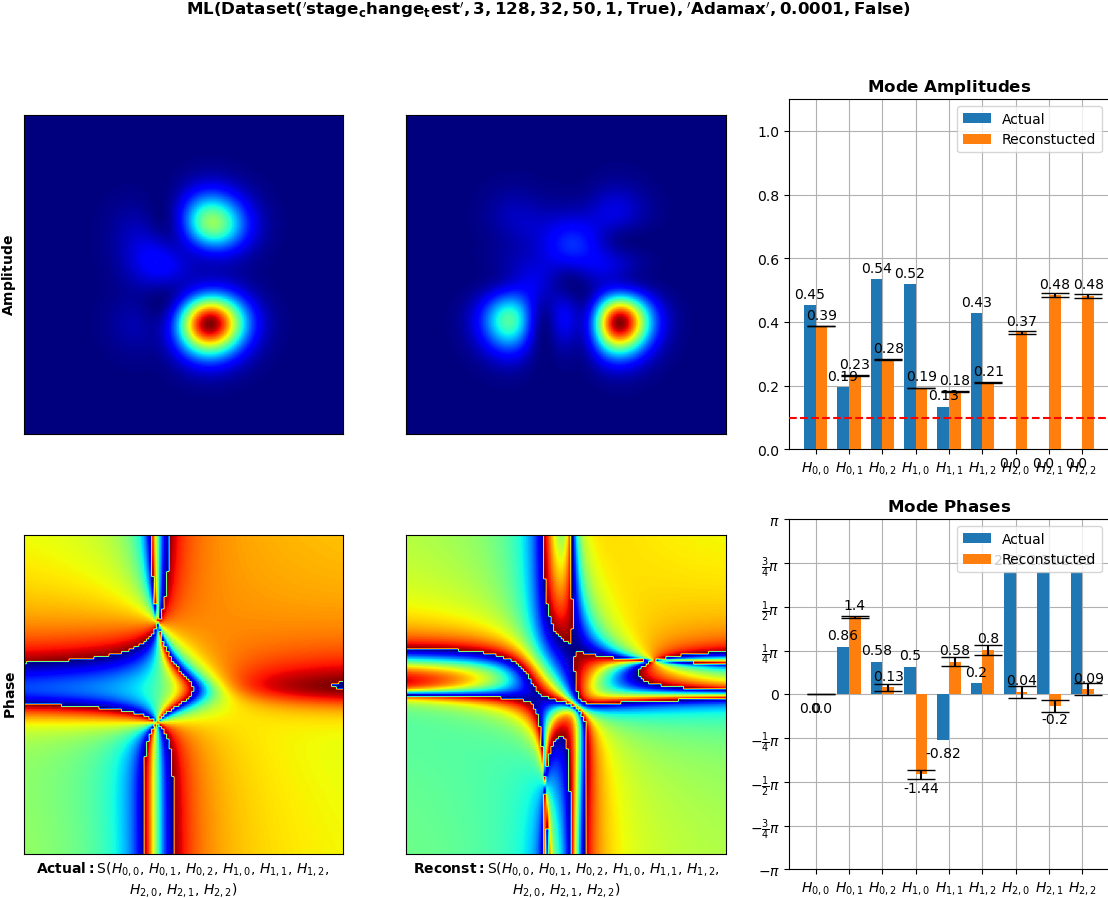 ML(Dataset('stage_change_test', 3, 128, 32, 50, 1, True), 'Adamax', 0.0001, False)
Amplitude
Mode Amplitudes
Actual
Reconstucted
1.0
0.8
0.6
0.4
0.2
0.0
0.45
0.39
0.19
0.23
0.54
0.28
0.52
0.19
0.13
0.18
0.43
0.21
0.0
0.37
0.0
0.48
0.0
0.48
H0,0 H0,1 H0,2 H1,0 H1,1 H1,2 H2,0 H2,1 H2,2
Phase
Mode Phases
Actual
Reconstucted
π
3/4π
1/2π
1/4π
0
−1/4π
−1/2π
−3/4π
−π
0.0
0.0
0.86
1.4
0.58
0.13
0.5
-1.44
-0.82
0.58
0.2
0.8
0.04
-0.2
0.09
H0,0 H0,1 H0,2 H1,0 H1,1 H1,2 H2,0 H2,1 H2,2
Actual: S(H0,0, H0,1, H0,2, H1,0, H1,1, H1,2,
H2,0, H2,1, H2,2)
Reconst: S(H0,0, H0,1, H0,2, H1,0, H1,1, H1,2,
H2,0, H2,1, H2,2)